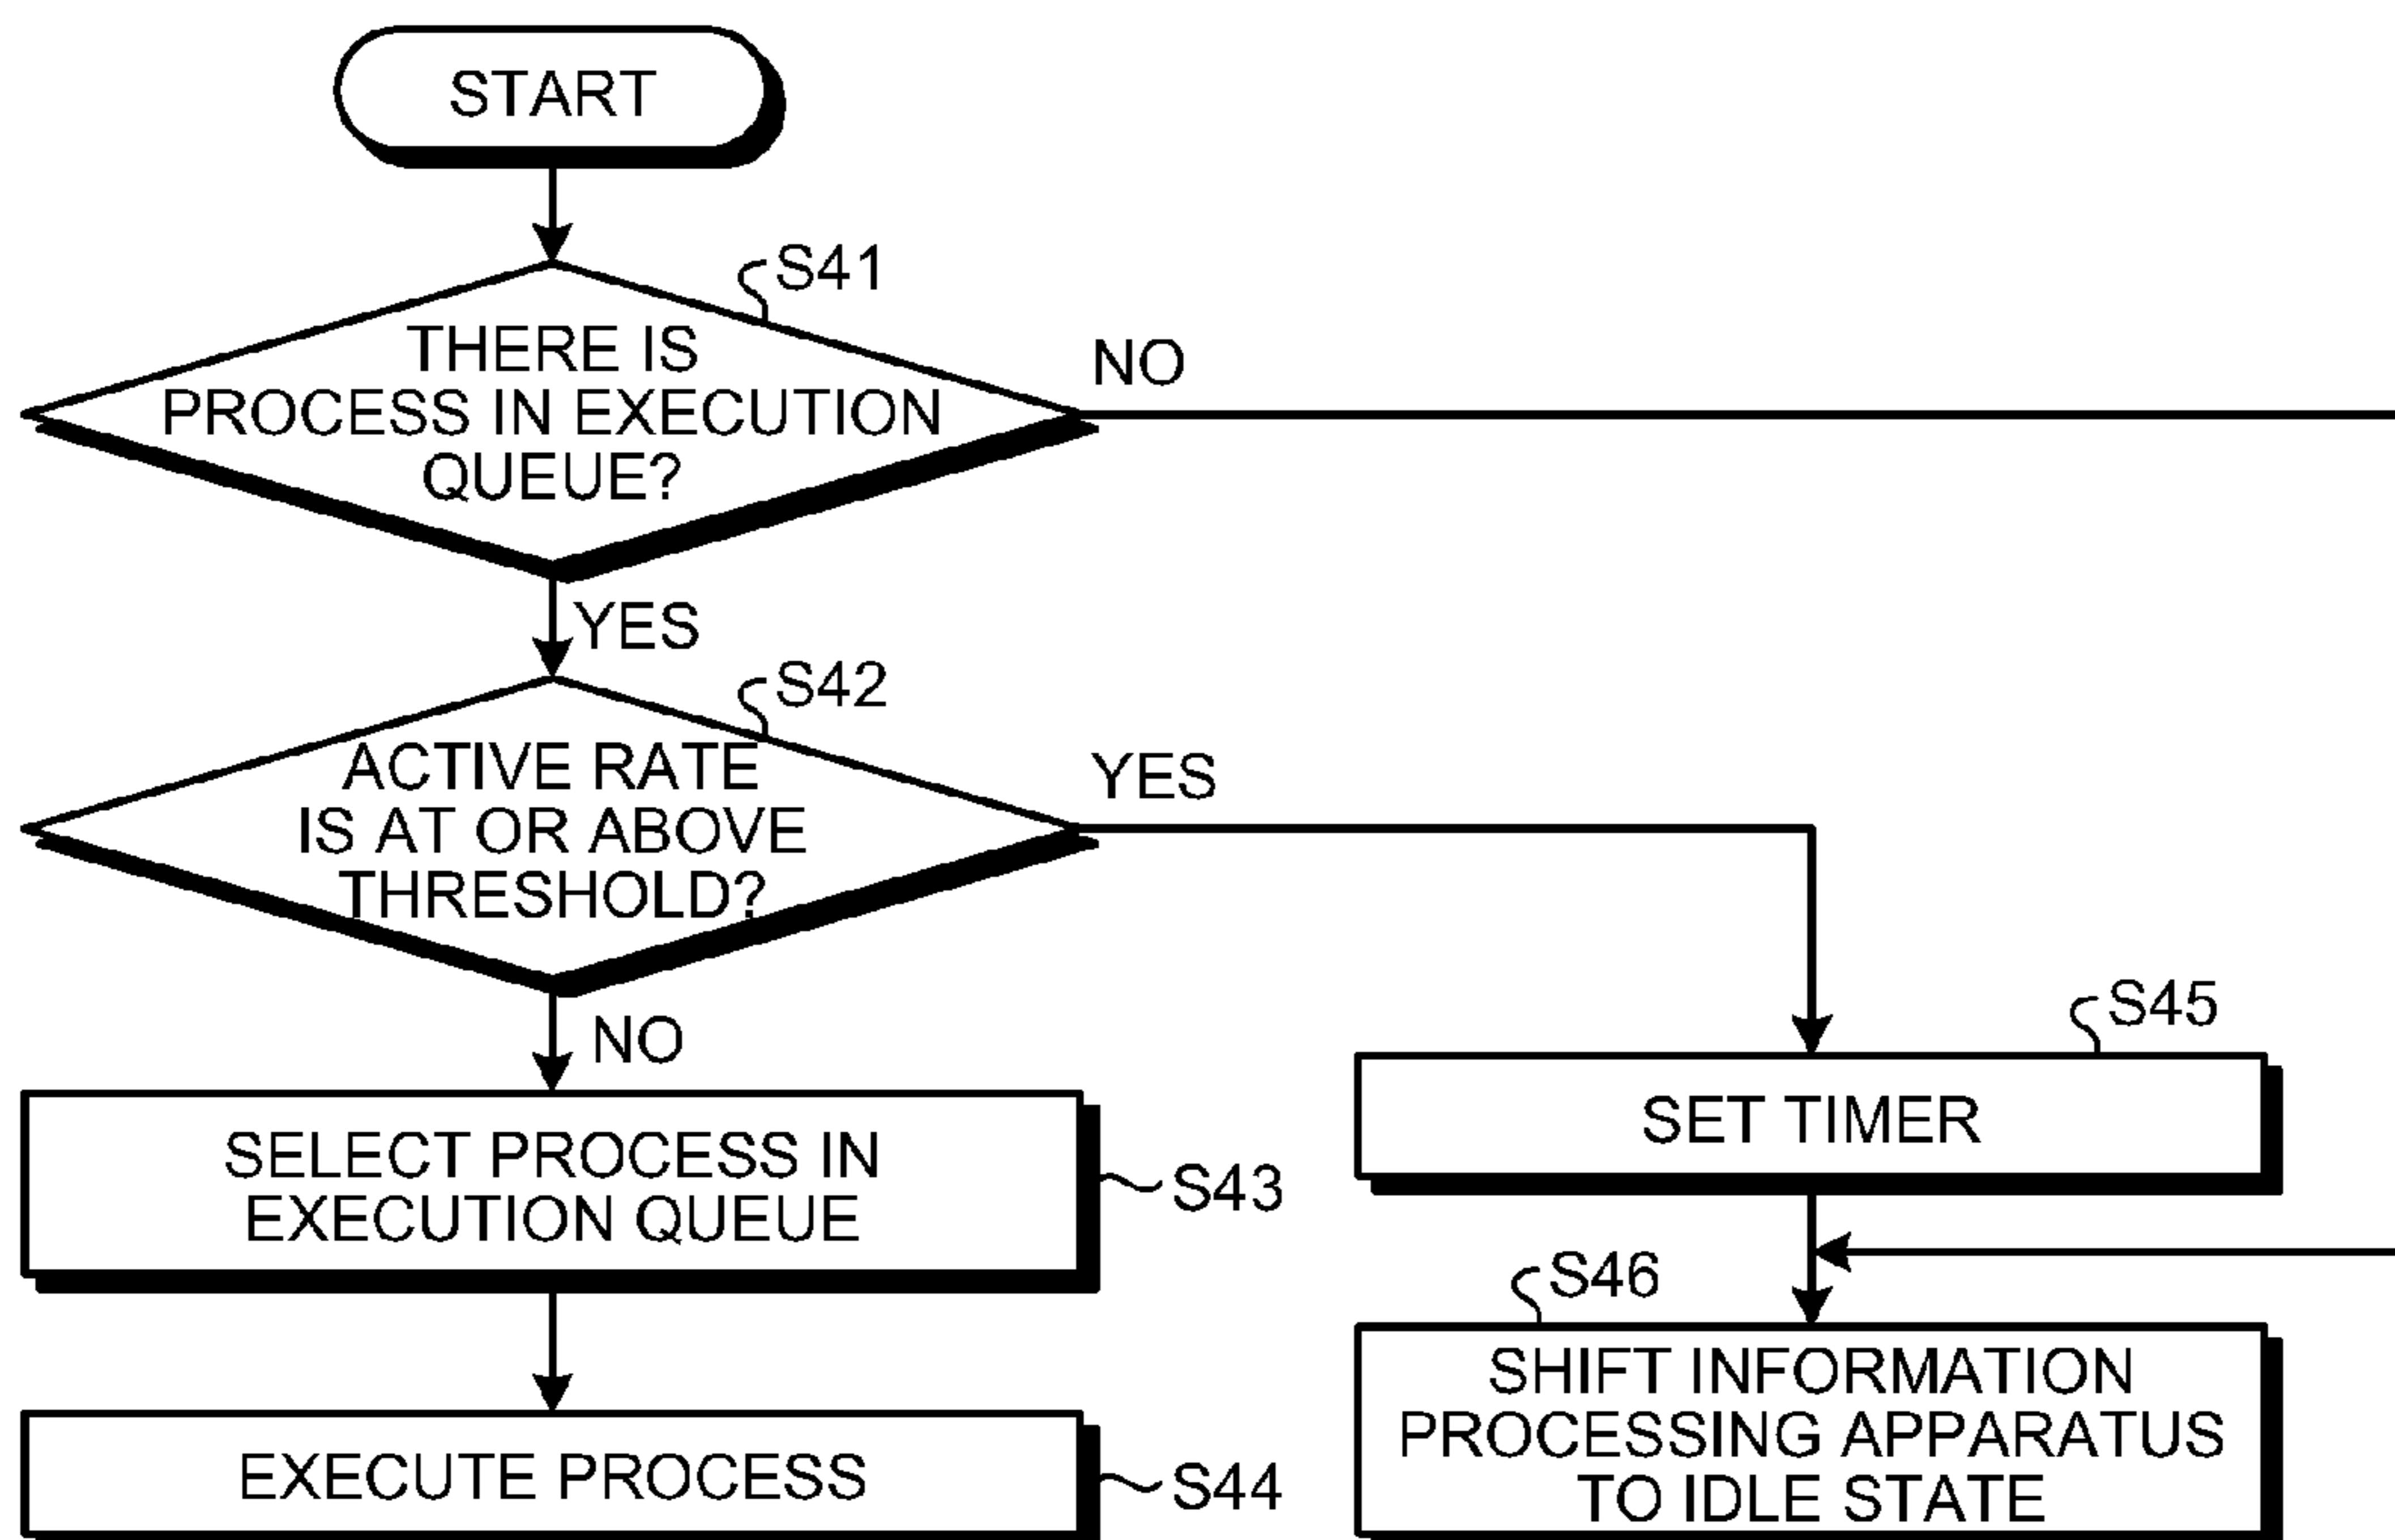 START
S41
THERE IS
PROCESS IN EXECUTION
QUEUE?
NO
YES
S42
ACTIVE RATE
IS AT OR ABOVE
THRESHOLD?
YES
NO
S45
SET TIMER
SELECT PROCESS IN
EXECUTION QUEUE
S43
S46
SHIFT INFORMATION
PROCESSING APPARATUS
TO IDLE STATE
EXECUTE PROCESS
S44